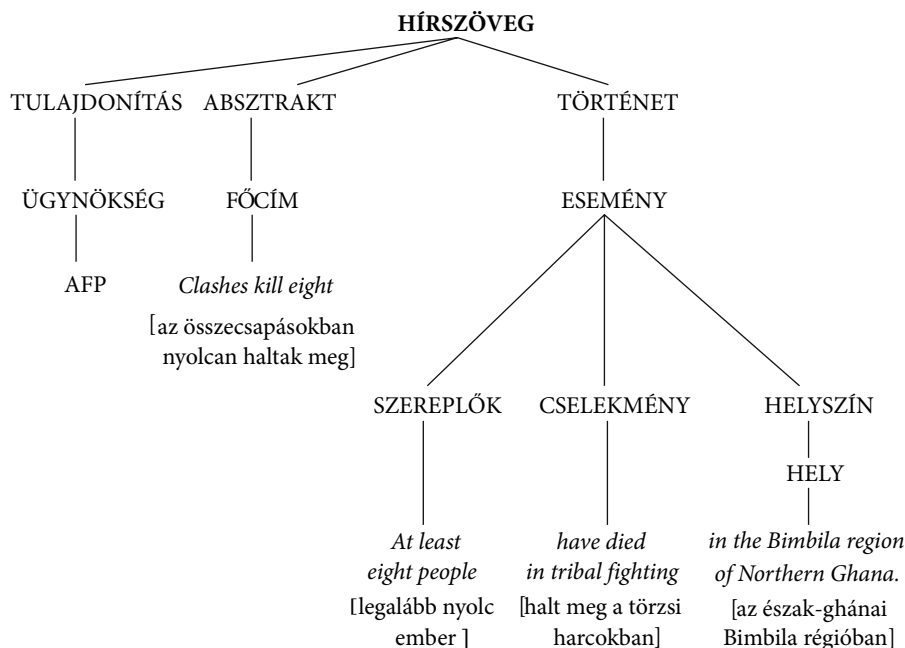 HÍRSZÖVEG
TULAJDONÍTÁS ABSZTRAKT TÖRTÉNET
ÜGYNÖKSÉG FŐCÍM ESEMÉNY
AFP Clashes kill eight
[az összecsapásokban
nyolcan haltak meg]
SZEREPLŐK CSELEKMÉNY HELYSZÍN
HELY
At least
eight people
[legalább nyolc
ember ]
have died
in tribal fighting
[halt meg a törzsi
harcokban]
in the Bimbila region
of Northern Ghana.
[az észak-ghánai
Bimbila régióban]